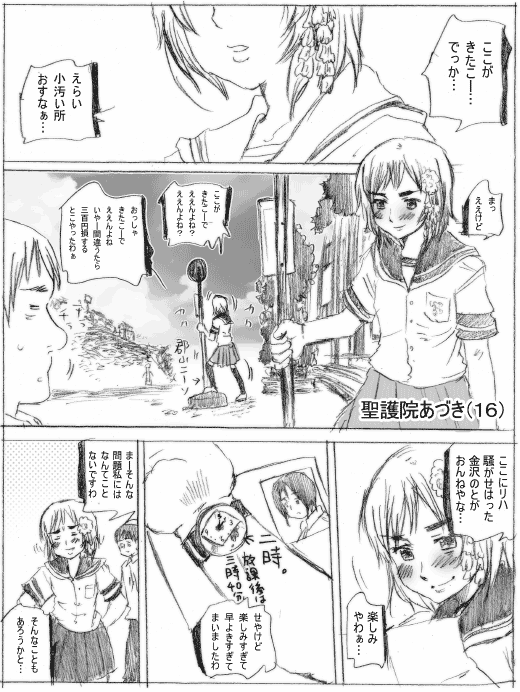 ここが
きたこー…
でっか…
えらい
小汚い所
おすなぁ…
まっ
ええけど
ここが
きたこーで
ええんよね？
ええんよね？
おっしゃ
きたこーで
ええんよね
いやー間違うたら
三百円損する
とこやったわぁ
郡山ニー
聖護院あづき(16)
ここにリハ
騒がせはった
金沢のとが
おんねやな…
楽しみ
やわぁ…
二時。
放課後は
三時40分
せやけど
楽しみすぎて
早よきすぎて
まいましたわ
まーそんな
問題私には
なんてこと
ないですわ
そんなことも
あろうかと…